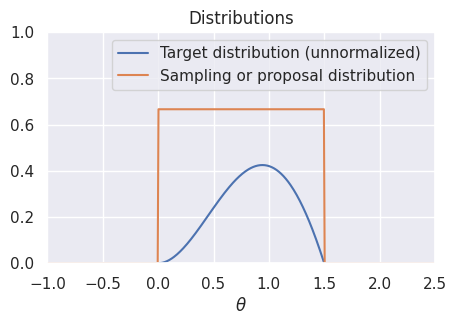 Distributions
Target distribution (unnormalized)
Sampling or proposal distribution
1.0
0.8
0.6
0.4
0.2
0.0
−1.0 −0.5 0.0 0.5 1.0 1.5 2.0 2.5
θ